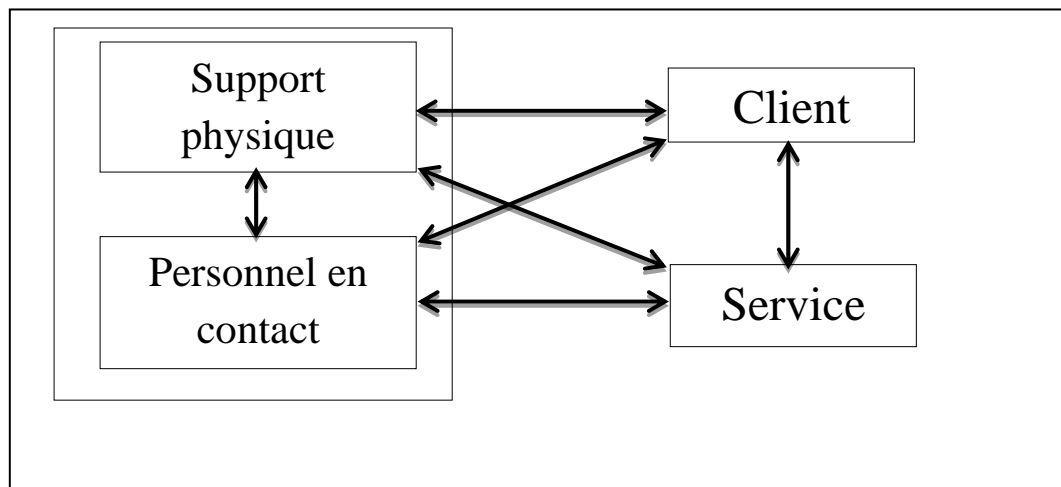 Support
physique
Client
Personnel en
contact
Service